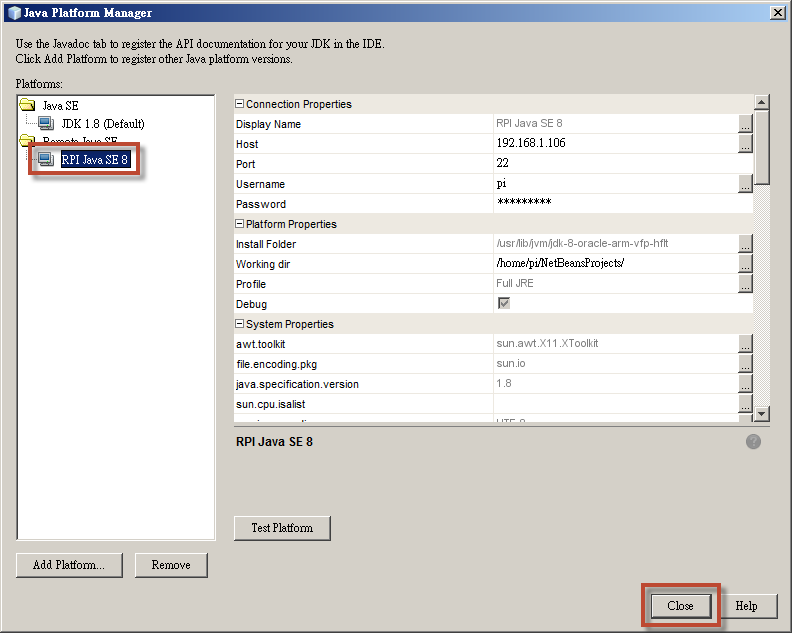 Java Platform Manager
Use the Javadoc tab to register the API documentation for your JDK in the IDE.
Click Add Platform to register other Java platform versions.
Platforms:
Java SE
JDK 1.8 (Default)
Remote Java SE
RPI Java SE 8
Connection Properties
Display Name RPI Java SE 8 ...
Host 192.168.1.106 ...
Port 22
Username pi ...
Password *********
Platform Properties
Install Folder /usr/lib/jvm/jdk-8-oracle-arm-vfp-hflt ...
Working dir /home/pi/NetBeansProjects/ ...
Profile Full JRE ...
Debug
System Properties
awt.toolkit sun.awt.X11.XToolkit ...
file.encoding.pkg sun.io ...
java.specification.version 1.8 ...
sun.cpu.isalist ...
RPI Java SE 8
?
Test Platform
Add Platform... Remove
Close Help